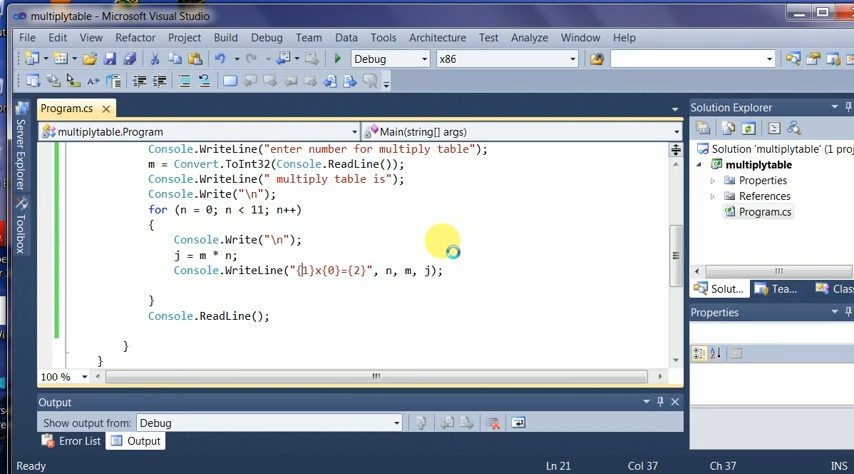 multiplytable - Microsoft Visual Studio
File Edit View Refactor Project Build Debug Team Data Tools Architecture Test Analyze Window Help
Debug x86
Program.cs
multiplytable.Program Main(string[] args)
Console.WriteLine("enter number for multiply table");
m = Convert.ToInt32(Console.ReadLine());
Console.WriteLine(" multiply table is");
Console.Write("\n");
for (n = 0; n < 11; n++)
{
Console.Write("\n");
j = m * n;
Console.WriteLine("{1}x{0}={2}", n, m, j);
}
Console.ReadLine();
}
}
100 %
Server Explorer
Toolbox
Solution Explorer
Solution 'multiplytable' (1 proj
multiplytable
Properties
References
Program.cs
Solut... Tea... Class
Properties
Output
Show output from: Debug
Error List Output
Ready Ln 21 Col 37 Ch 37 INS